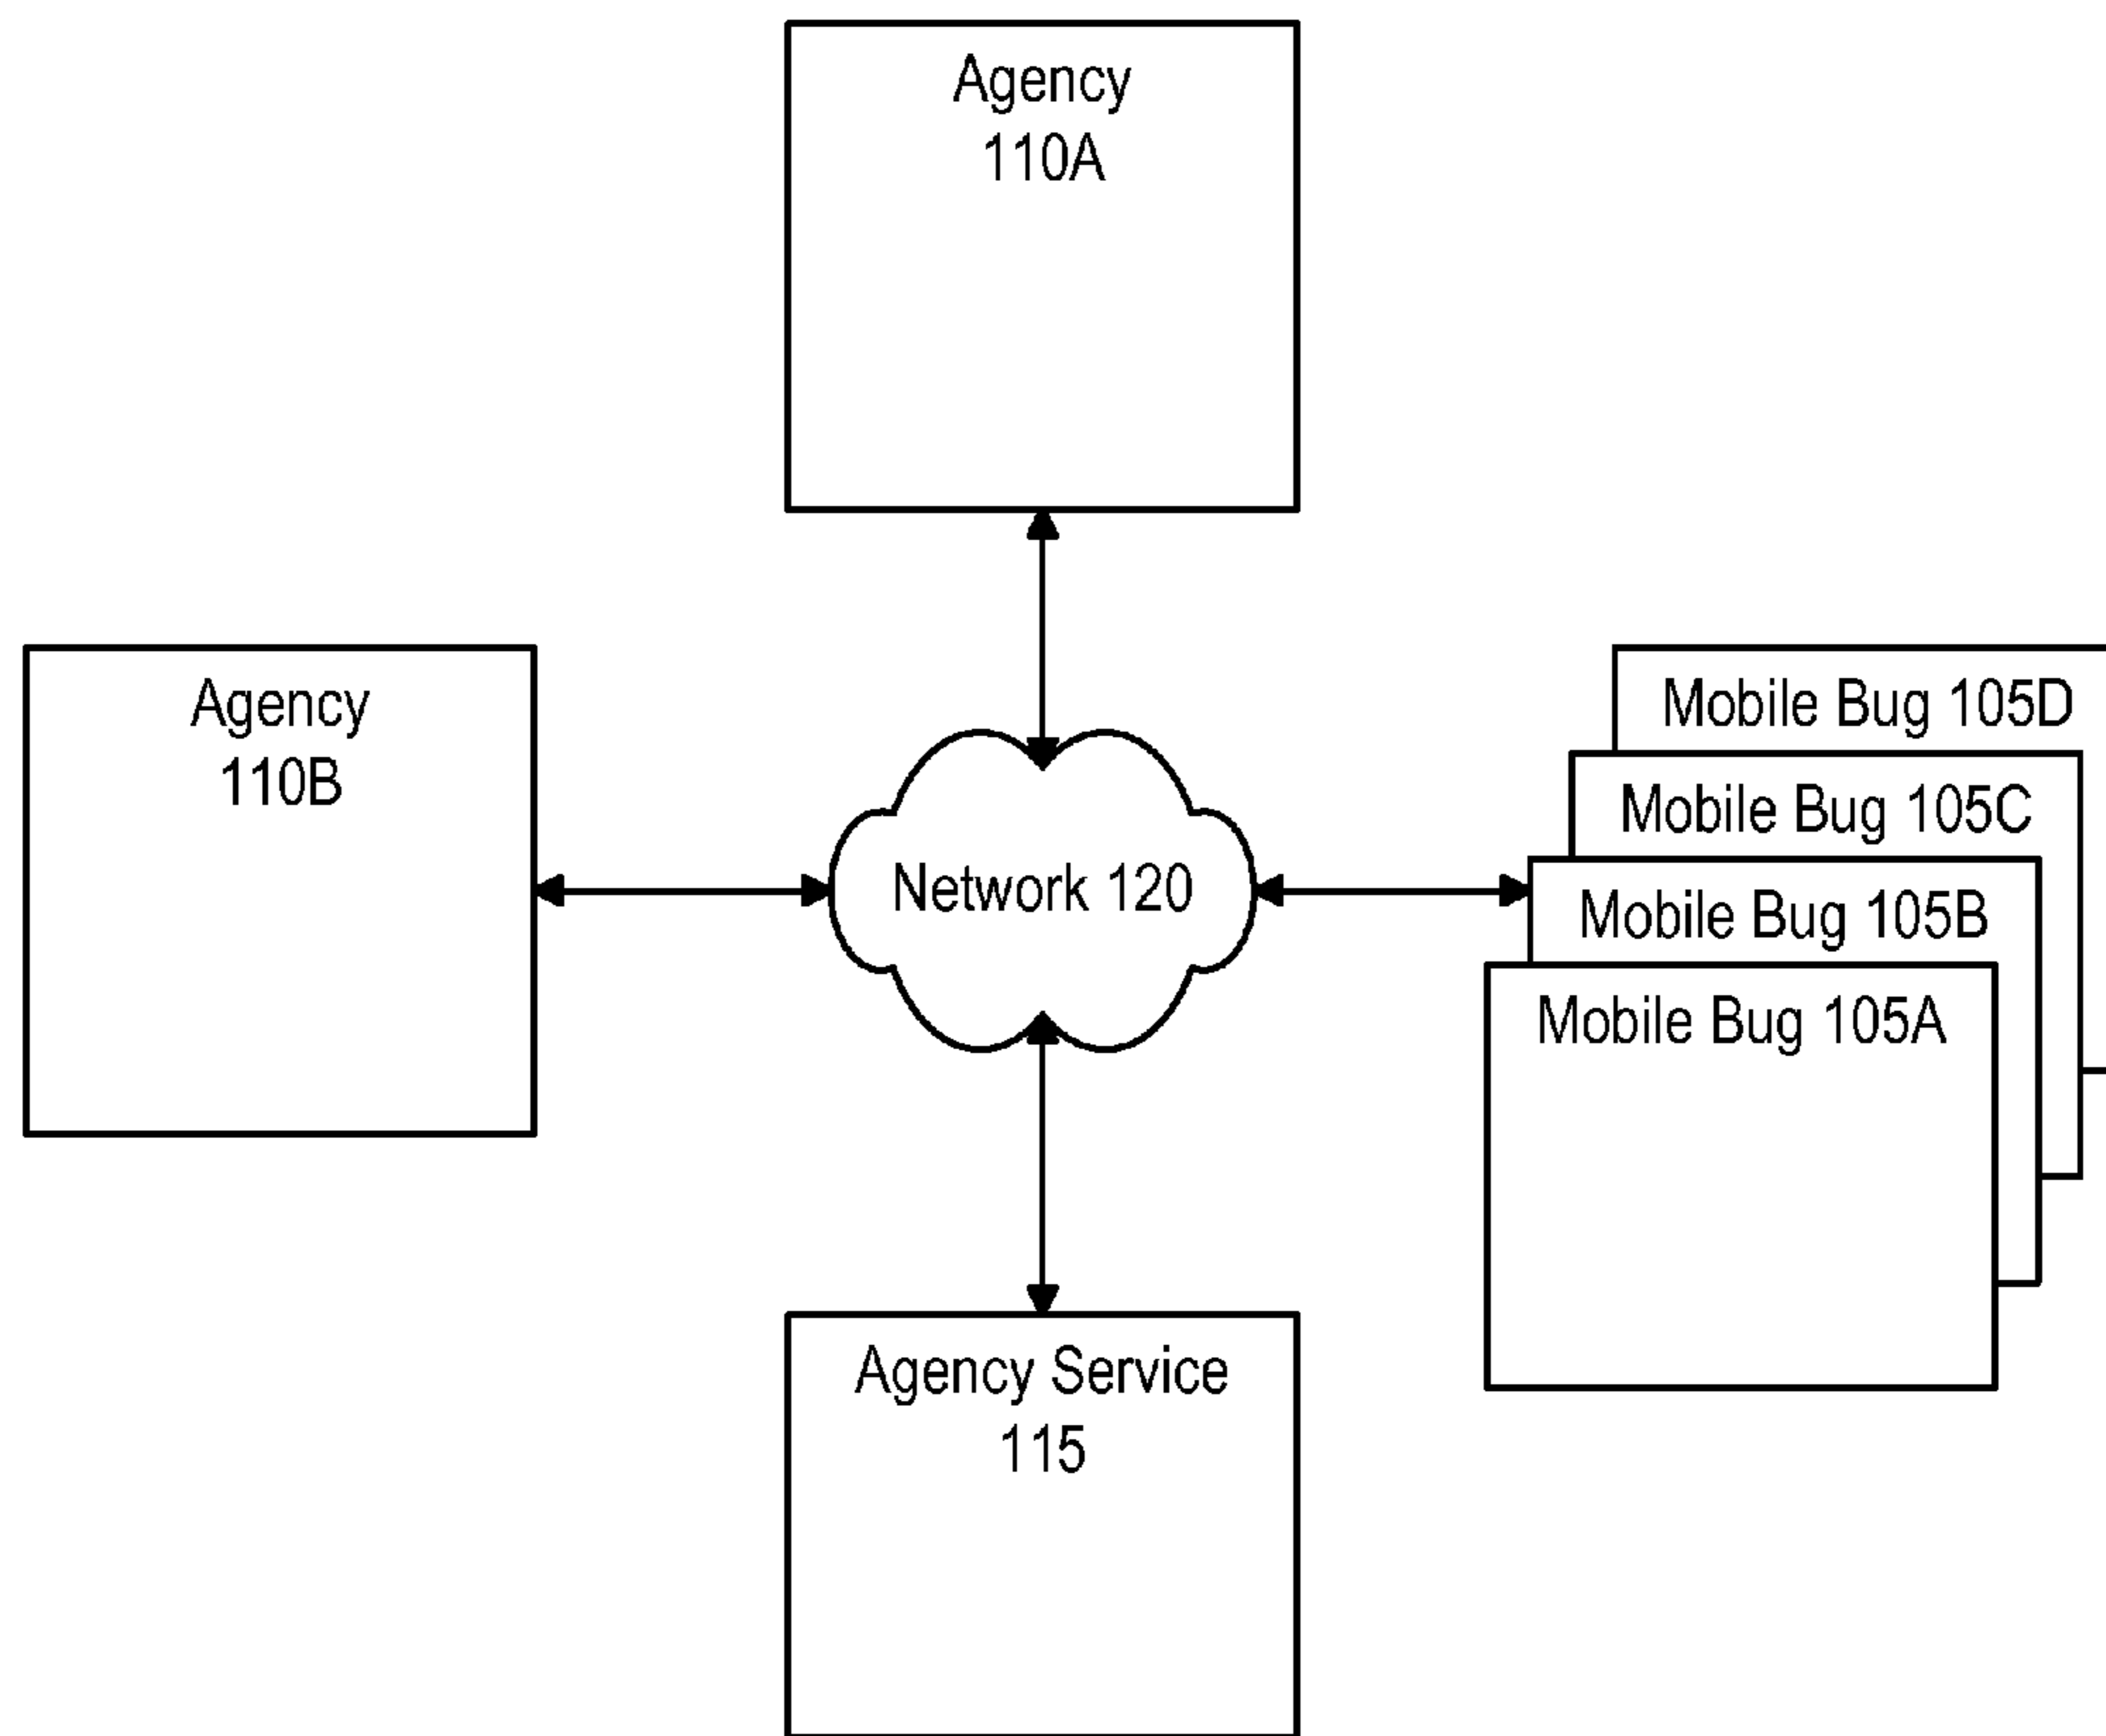 Agency
110A
Agency
110B
Network 120
Mobile Bug 105D
Mobile Bug 105C
Mobile Bug 105B
Mobile Bug 105A
Agency Service
115